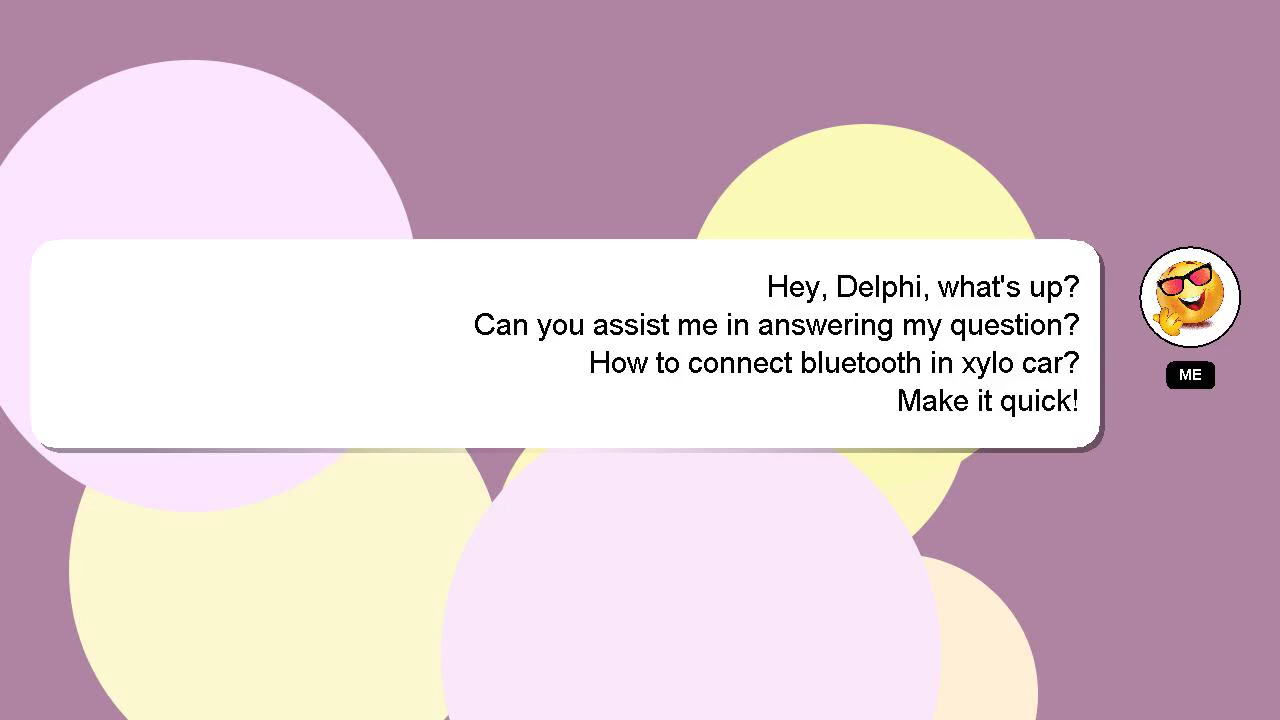 Hey, Delphi, what's up?
Can you assist me in answering my question?
How to connect bluetooth in xylo car?
Make it quick!
ME